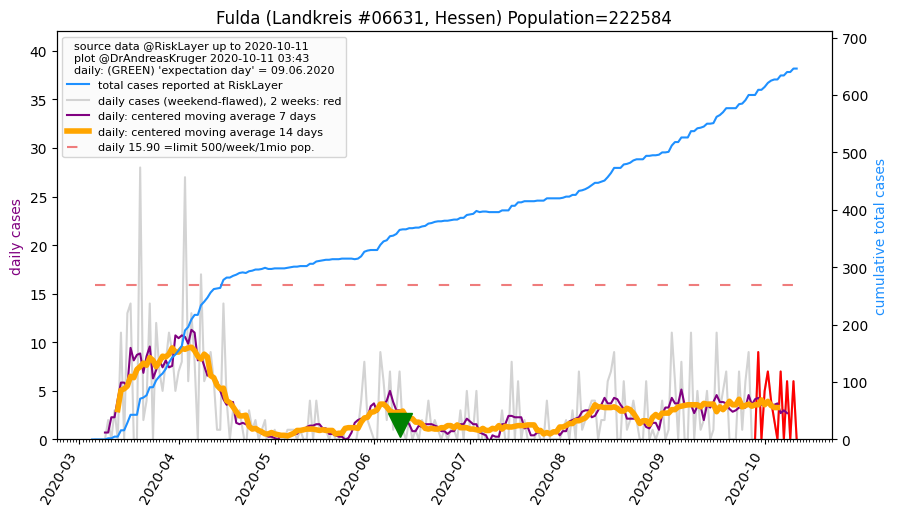 Fulda (Landkreis #06631, Hessen) Population=222584
source data @RiskLayer up to 2020-10-11
plot @DrAndreasKruger 2020-10-11 03:43
daily: (GREEN) 'expectation day' = 09.06.2020
total cases reported at RiskLayer
daily cases (weekend-flawed), 2 weeks: red
daily: centered moving average 7 days
daily: centered moving average 14 days
daily 15.90 =limit 500/week/1mio pop.
daily cases
40
35
30
25
20
15
10
5
0
cumulative total cases
700
600
500
400
300
200
100
0
2020-03
2020-04
2020-05
2020-06
2020-07
2020-08
2020-09
2020-10